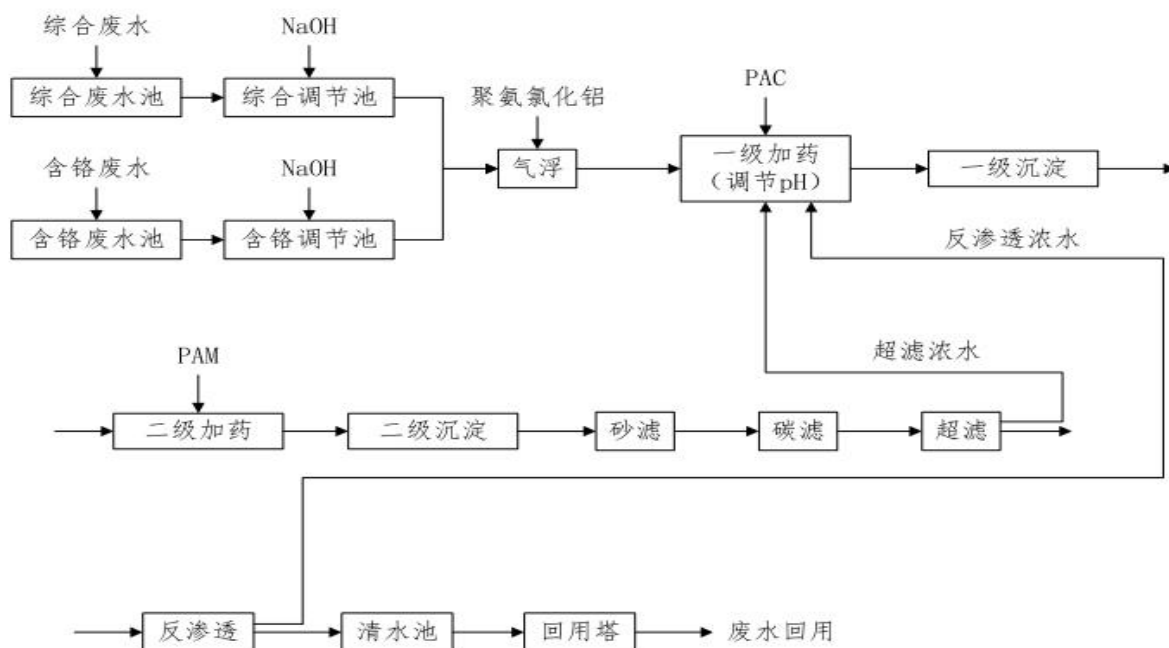 综合废水
NaOH
综合废水池
综合调节池
含铬废水
NaOH
含铬废水池
含铬调节池
聚氨氯化铝
气浮
PAC
一级加药
（调节pH）
一级沉淀
反渗透浓水
超滤浓水
PAM
二级加药
二级沉淀
砂滤
碳滤
超滤
反渗透
清水池
回用塔
废水回用